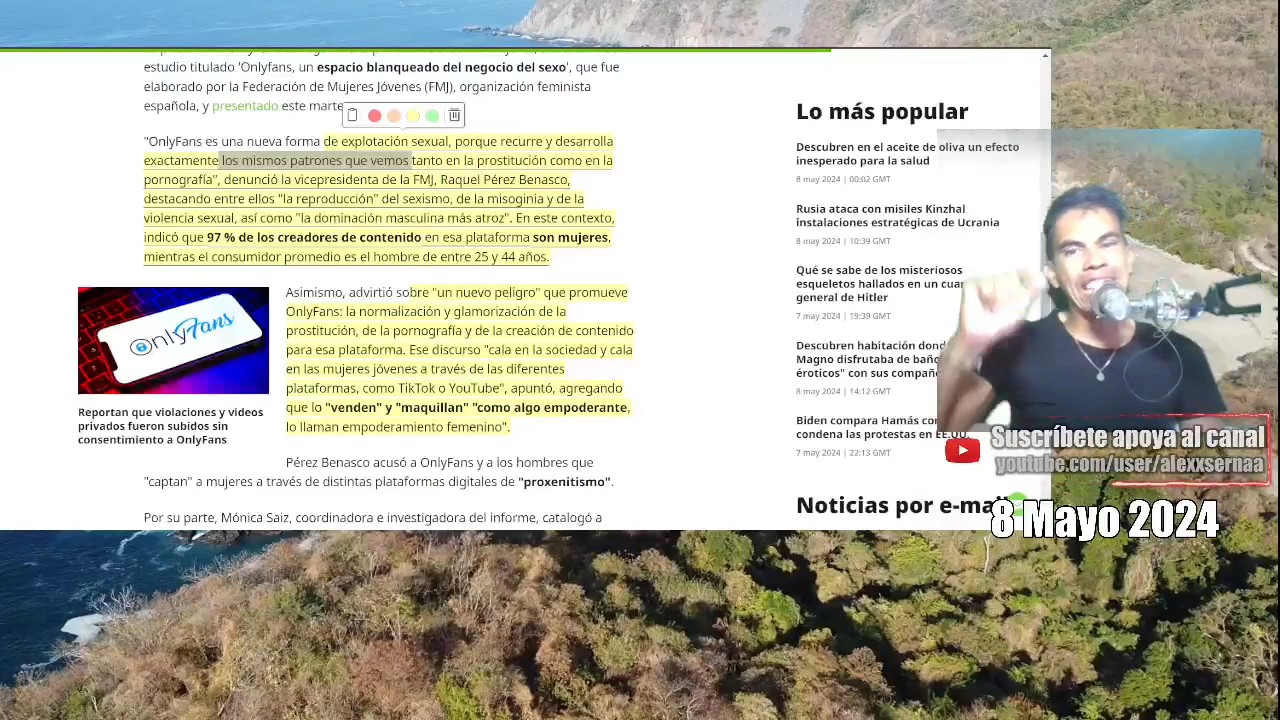 estudio titulado 'Onlyfans, un espacio blanqueado del negocio del sexo', que fue
elaborado por la Federación de Mujeres Jóvenes (FMJ), organización feminista
española, y presentado este marte
"OnlyFans es una nueva forma de explotación sexual, porque recurre y desarrolla
exactamente los mismos patrones que vemos tanto en la prostitución como en la
pornografía", denunció la vicepresidenta de la FMJ, Raquel Pérez Benasco,
destacando entre ellos "la reproducción" del sexismo, de la misoginia y de la
violencia sexual, así como "la dominación masculina más atroz". En este contexto,
indicó que 97 % de los creadores de contenido en esa plataforma son mujeres,
mientras el consumidor promedio es el hombre de entre 25 y 44 años.
OnlyFans
Reportan que violaciones y videos
privados fueron subidos sin
consentimiento a OnlyFans
Asimismo, advirtió sobre "un nuevo peligro" que promueve
OnlyFans: la normalización y glamorización de la
prostitución, de la pornografía y de la creación de contenido
para esa plataforma. Ese discurso "cala en la sociedad y cala
en las mujeres jóvenes a través de las diferentes
plataformas, como TikTok o YouTube", apuntó, agregando
que lo "venden" y "maquillan" "como algo empoderante,
lo llaman empoderamiento femenino".
Pérez Benasco acusó a OnlyFans y a los hombres que
"captan" a mujeres a través de distintas plataformas digitales de "proxenitismo".
Por su parte, Mónica Saiz, coordinadora e investigadora del informe, catalogó a
Lo más popular
Descubren en el aceite de oliva un efecto
inesperado para la salud
8 may 2024 | 00:02 GMT
Rusia ataca con misiles Kinzhal
instalaciones estratégicas de Ucrania
8 may 2024 | 10:39 GMT
Qué se sabe de los misteriosos
esqueletos hallados en un cuar
general de Hitler
7 may 2024 | 19:39 GMT
Descubren habitación dond
Magno disfrutaba de baño
éroticos" con sus compañe
8 may 2024 | 14:12 GMT
Biden compara Hamás con
condena las protestas en EE.UU.
7 may 2024 | 22:13 GMT
Noticias por e-mail
Suscríbete apoya al canal
youtube.com/user/alexxsernaa
8 Mayo 2024